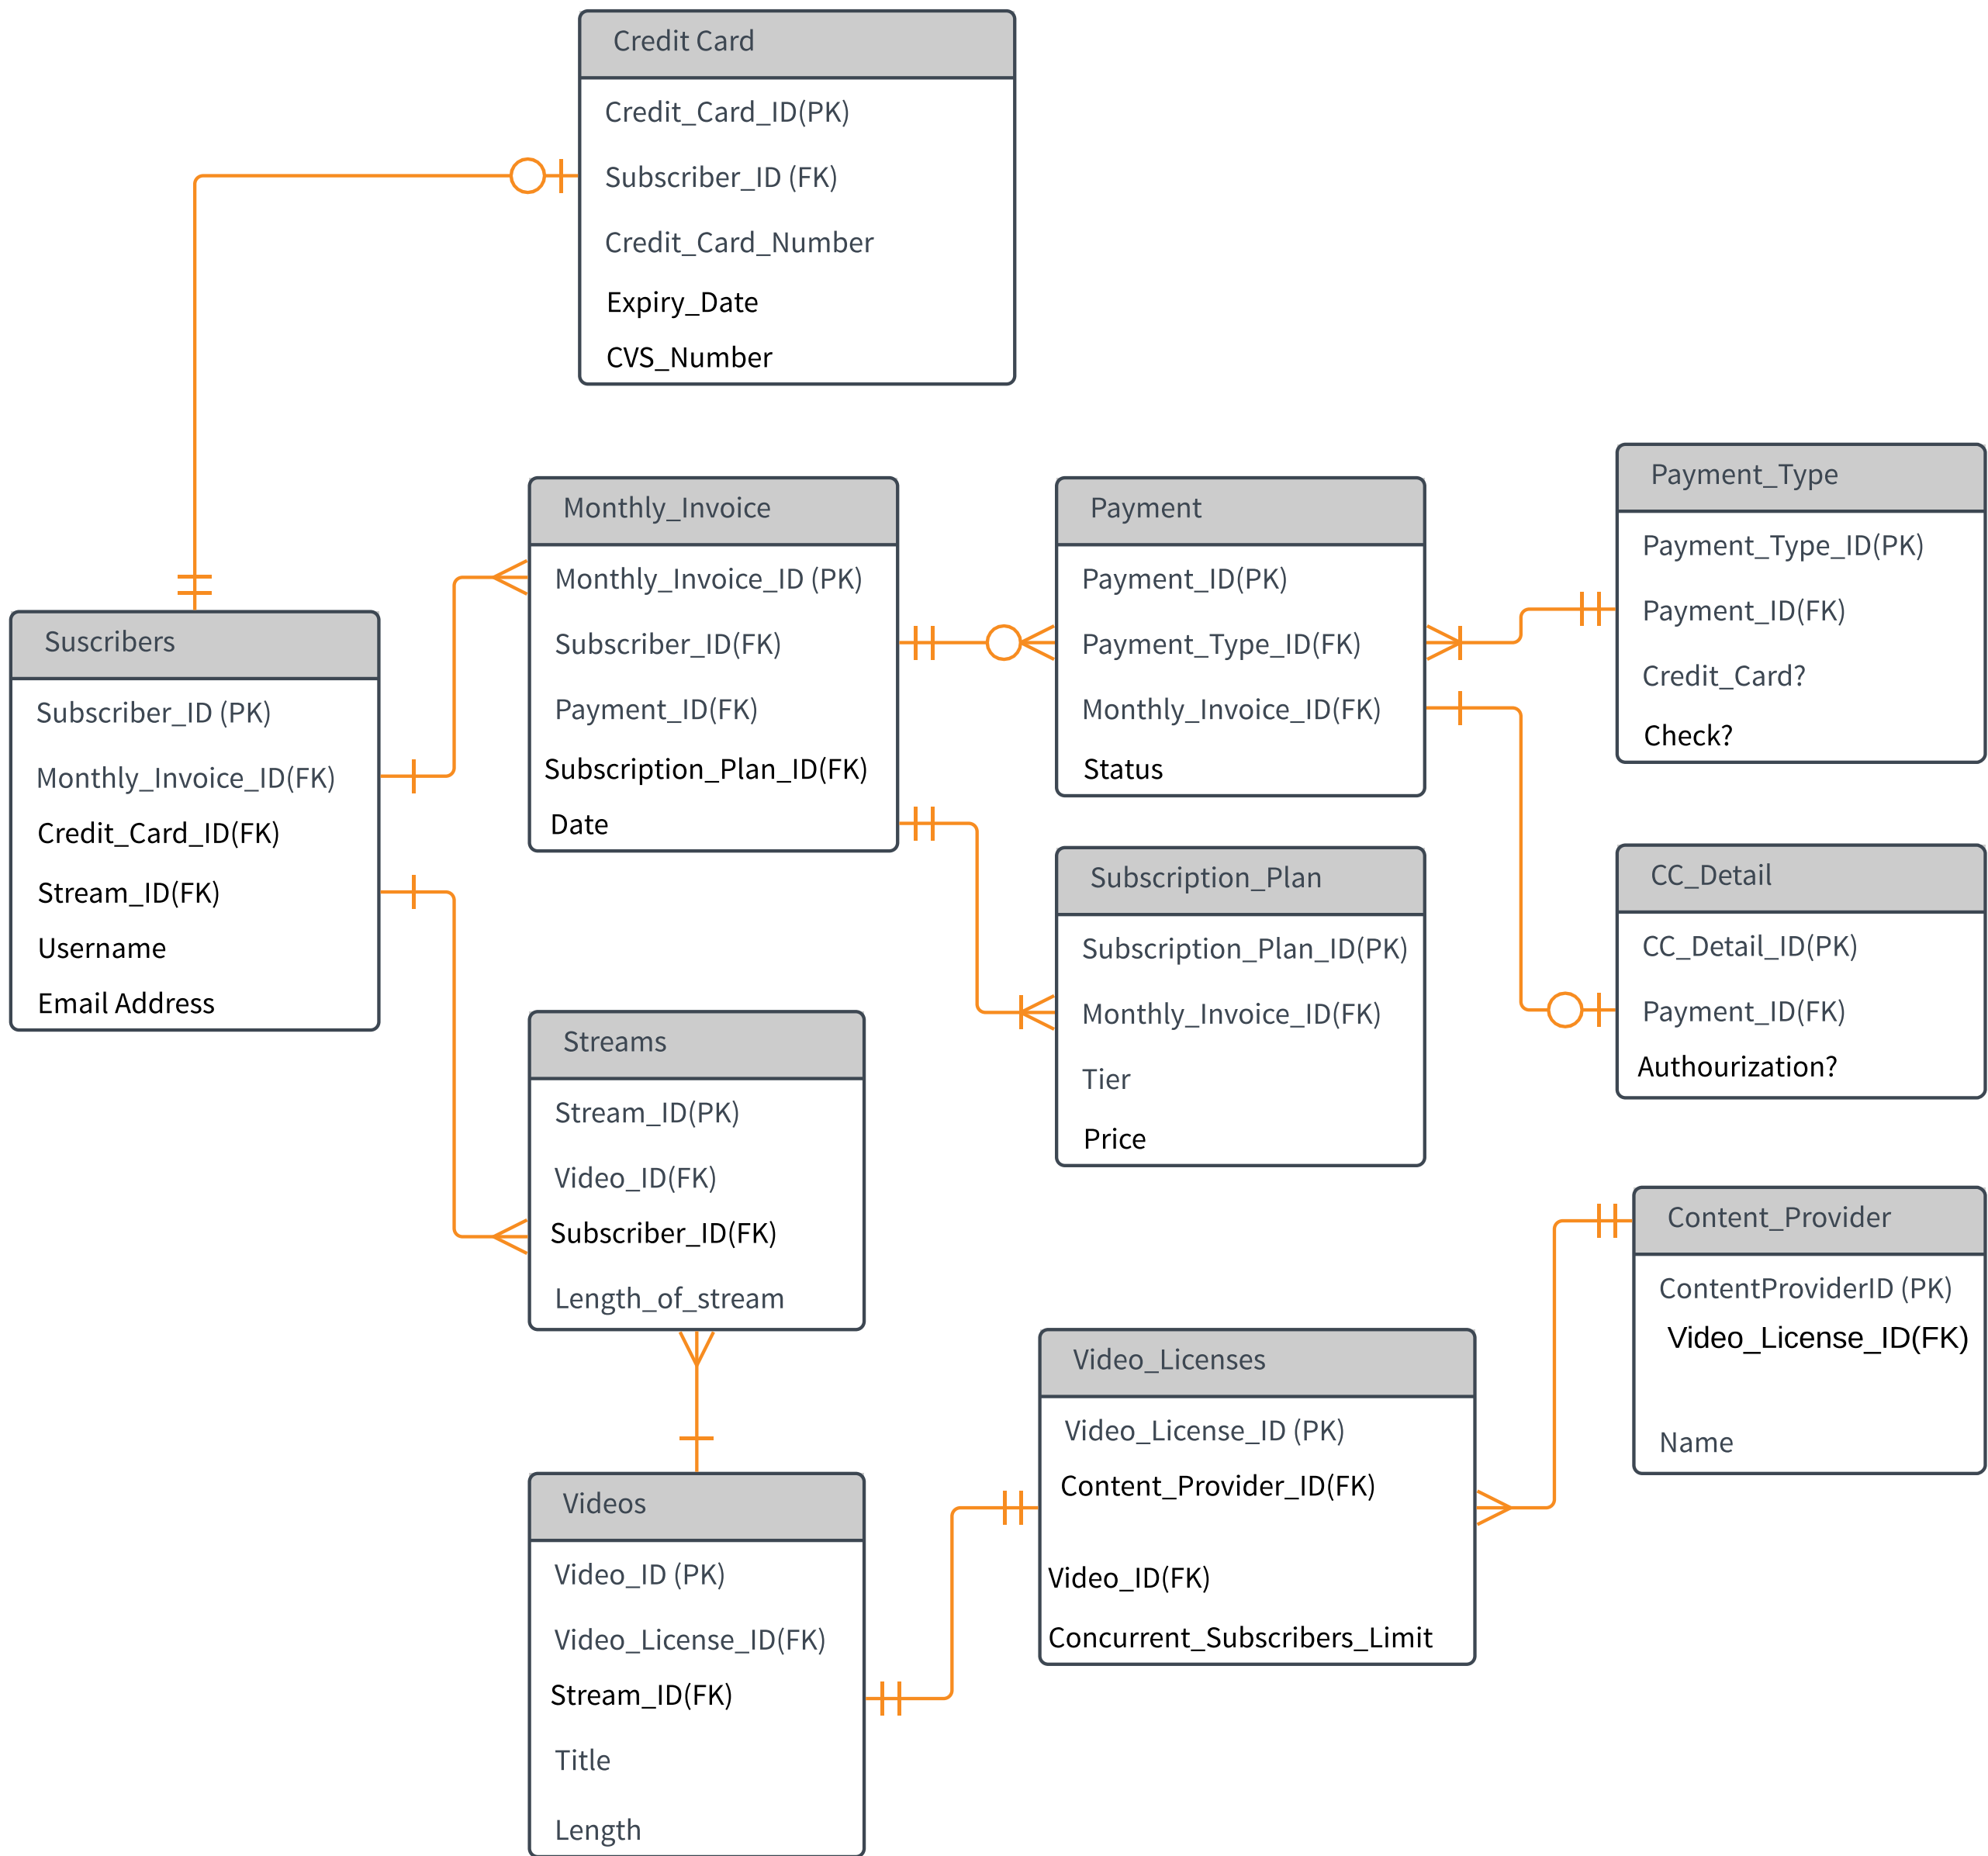 Credit Card
Credit_Card_ID(PK)
Subscriber_ID (FK)
Credit_Card_Number
Expiry_Date
CVS_Number
Suscribers
Subscriber_ID (PK)
Monthly_Invoice_ID(FK)
Credit_Card_ID(FK)
Stream_ID(FK)
Username
Email Address
Monthly_Invoice
Monthly_Invoice_ID (PK)
Subscriber_ID(FK)
Payment_ID(FK)
Subscription_Plan_ID(FK)
Date
Payment
Payment_ID(PK)
Payment_Type_ID(FK)
Monthly_Invoice_ID(FK)
Status
Payment_Type
Payment_Type_ID(PK)
Payment_ID(FK)
Credit_Card?
Check?
Subscription_Plan
Subscription_Plan_ID(PK)
Monthly_Invoice_ID(FK)
Tier
Price
CC_Detail
CC_Detail_ID(PK)
Payment_ID(FK)
Authourization?
Streams
Stream_ID(PK)
Video_ID(FK)
Subscriber_ID(FK)
Length_of_stream
Content_Provider
ContentProviderID (PK)
Video_License_ID(FK)
Name
Video_Licenses
Video_License_ID (PK)
Content_Provider_ID(FK)
Video_ID(FK)
Concurrent_Subscribers_Limit
Videos
Video_ID (PK)
Video_License_ID(FK)
Stream_ID(FK)
Title
Length